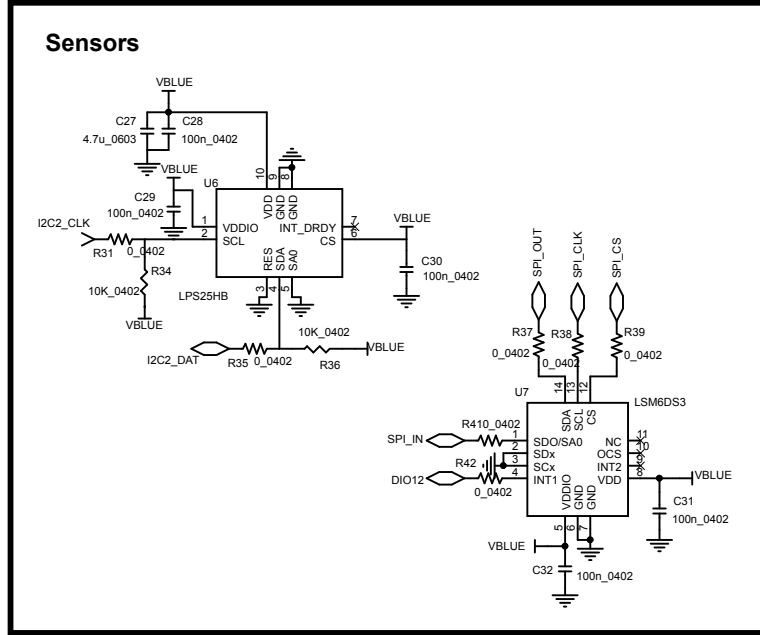 Sensors
VBLUE
C27
C28
4.7u_0603
100n_0402
VBLUE
U6
C29
100n_0402
10
9
8
VDD
GND
GND
I2C2_CLK
1
2
VDDIO
SCL
INT_DRDY
CS
7
6
VBLUE
R31
0_0402
R34
10K_0402
VBLUE
RES
SDA
SA0
3
4
5
LPS25HB
C30
100n_0402
10K_0402
I2C2_DAT
R35
0_0402
R36
VBLUE
SPI_OUT
SPI_CLK
SPI_CS
R37
0_0402
R38
0_0402
R39
0_0402
U7
14
13
12
LSM6DS3
SDA
SCL
CS
SPI_IN
R41
0_0402
1
2
3
4
SDO/SA0
SDx
SCx
INT1
NC
OCS
INT2
VDD
11
10
9
8
R42
DIO12
0_0402
VDDIO
GND
GND
5
6
7
VBLUE
C31
100n_0402
VBLUE
C32
100n_0402